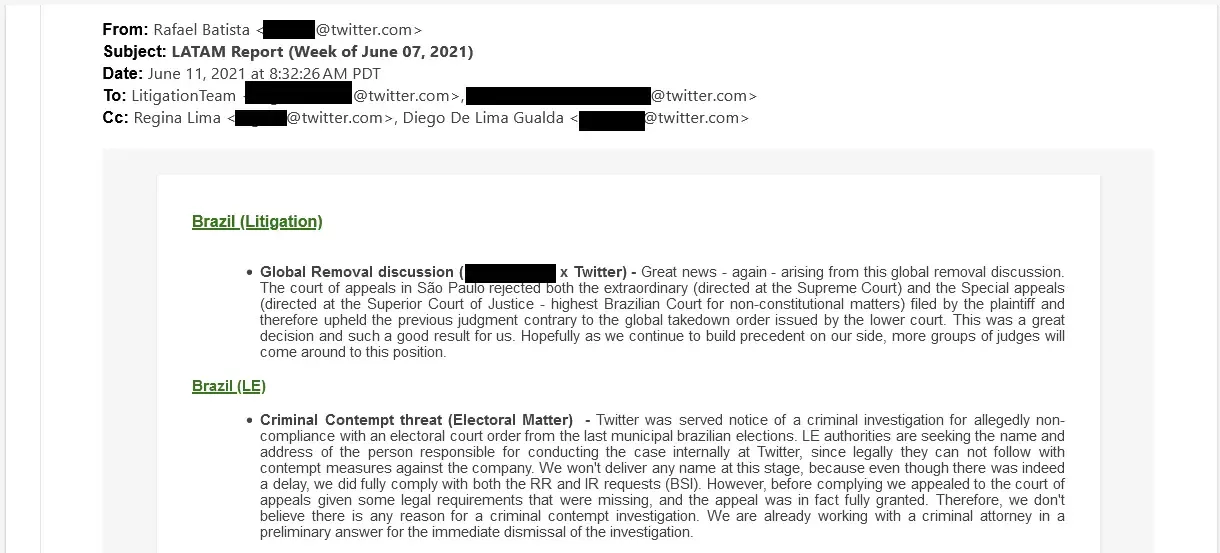 From: Rafael Batista < @twitter.com>
Subject: LATAM Report (Week of June 07, 2021)
Date: June 11, 2021 at 8:32:26 AM PDT
To: LitigationTeam @twitter.com>, @twitter.com>
Cc: Regina Lima < @twitter.com>, Diego De Lima Gualda < @twitter.com>
Brazil (Litigation)
• Global Removal discussion ( x Twitter) - Great news - again - arising from this global removal discussion.
The court of appeals in São Paulo rejected both the extraordinary (directed at the Supreme Court) and the Special appeals
(directed at the Superior Court of Justice - highest Brazilian Court for non-constitutional matters) filed by the plaintiff and
therefore upheld the previous judgment contrary to the global takedown order issued by the lower court. This was a great
decision and such a good result for us. Hopefully as we continue to build precedent on our side, more groups of judges will
come around to this position.
Brazil (LE)
• Criminal Contempt threat (Electoral Matter) - Twitter was served notice of a criminal investigation for allegedly non-
compliance with an electoral court order from the last municipal brazilian elections. LE authorities are seeking the name and
address of the person responsible for conducting the case internally at Twitter, since legally they can not follow with
contempt measures against the company. We won't deliver any name at this stage, because even though there was indeed
a delay, we did fully comply with both the RR and IR requests (BSI). However, before complying we appealed to the court of
appeals given some legal requirements that were missing, and the appeal was in fact fully granted. Therefore, we don't
believe there is any reason for a criminal contempt investigation. We are already working with a criminal attorney in a
preliminary answer for the immediate dismissal of the investigation.